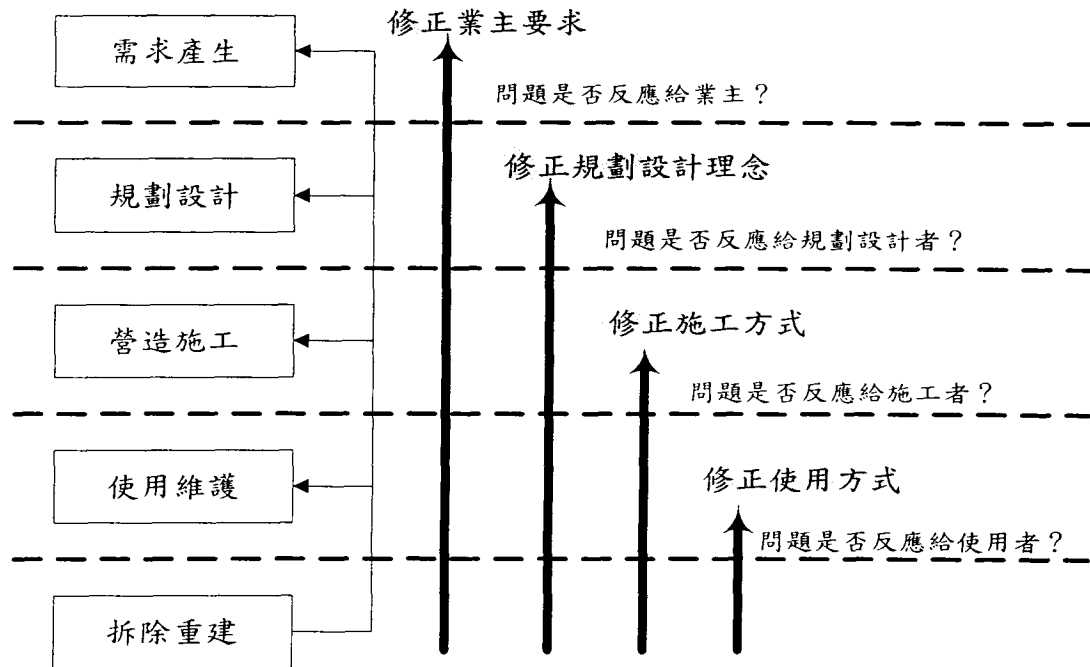 修正業主要求
需求產生
問題是否反應給業主？
修正規劃設計理念
規劃設計
問題是否反應給規劃設計者？
修正施工方式
營造施工
問題是否反應給施工者？
修正使用方式
使用維護
問題是否反應給使用者？
拆除重建